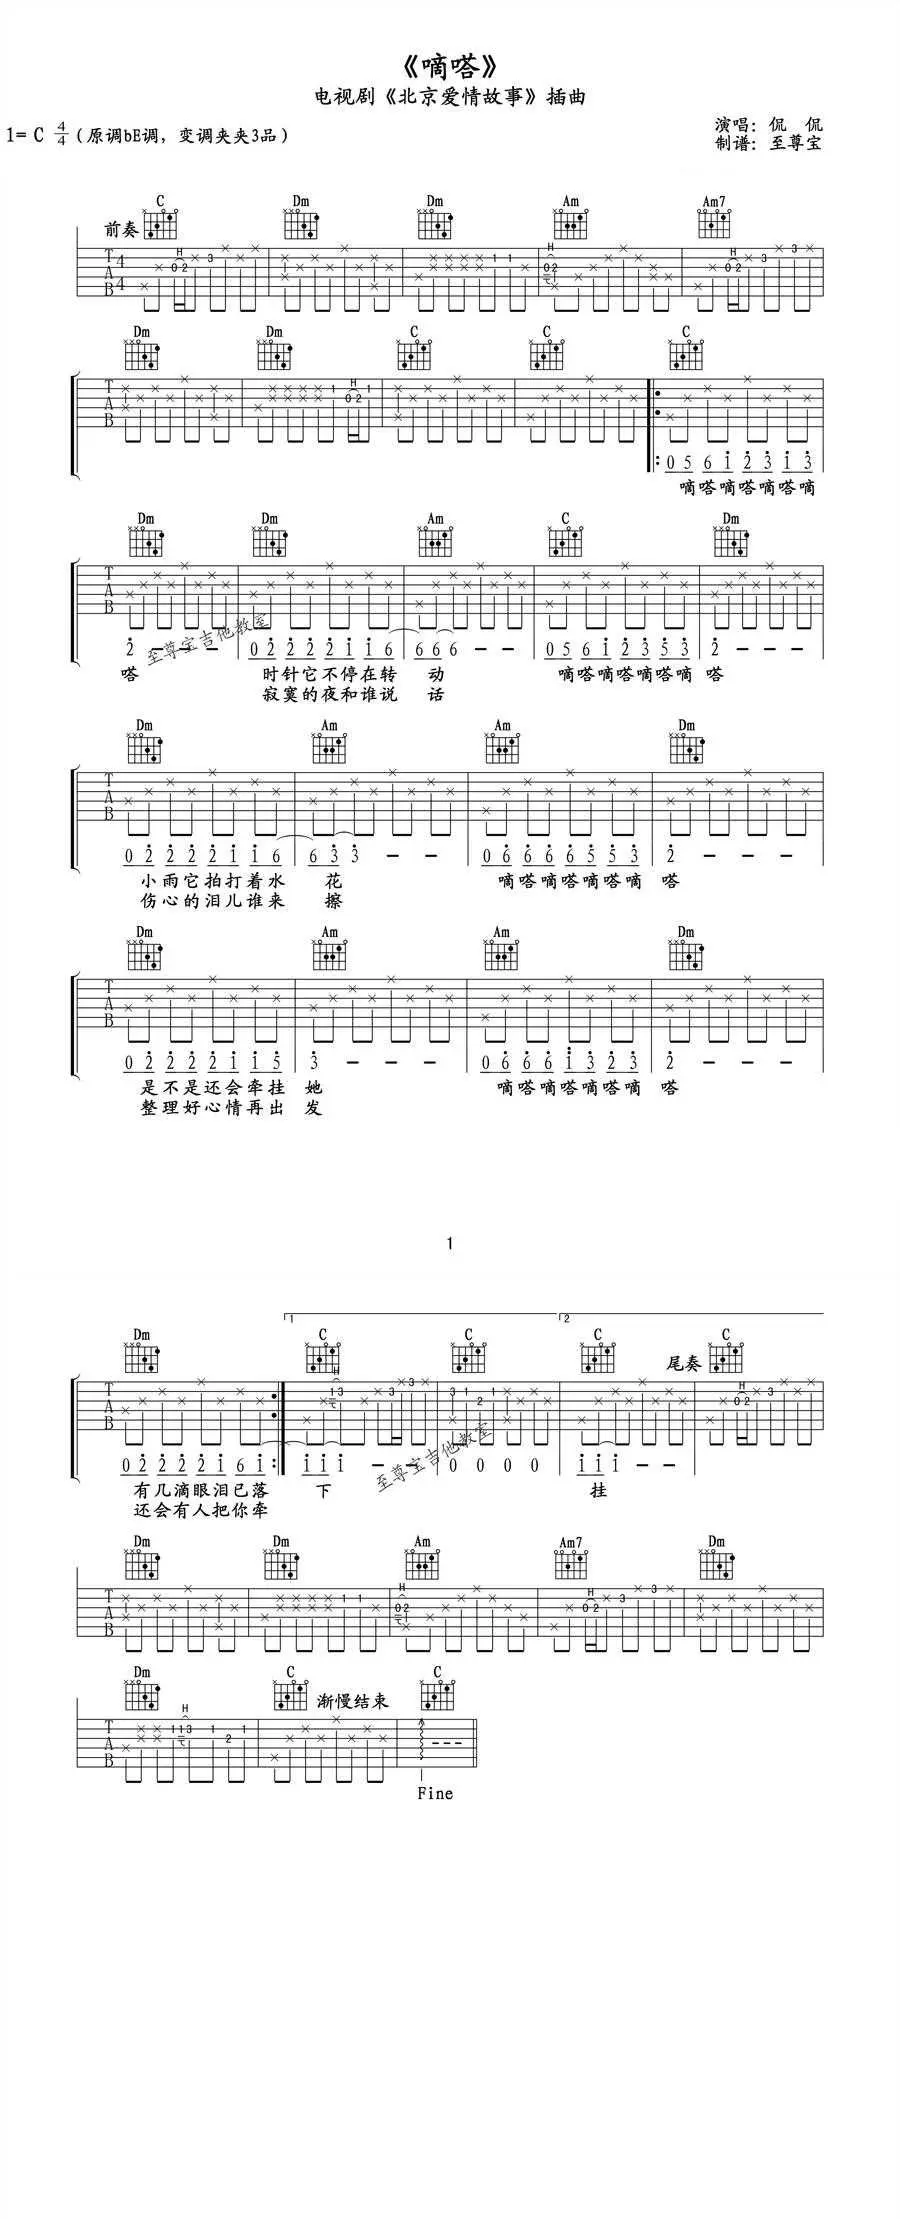 《嘀嗒》
电视剧《北京爱情故事》插曲
1= C 4/4 (原调bE调, 变调夹夹3品)
演唱: 侃 侃
制谱: 至尊宝
C Dm Dm Am Am7
前奏
Dm Dm C C C
0 5 6 1 2 3 1 3
嘀嗒嘀嗒嘀嗒嘀
Dm Dm Am C Dm
2 - - - 0 2 2 2 2 1 1 6 6 6 6 - - 0 5 6 1 2 3 5 3 2 - - -
至尊宝吉他教室
嗒 时针它不停在转 动 嘀嗒嘀嗒嘀嗒嘀 嗒
寂寞的夜和谁说 话
Dm Am Am Dm
0 2 2 2 2 1 1 6 6 3 3 - - 0 6 6 6 6 5 5 3 2 - - -
小雨它拍打着水 花 嘀嗒嘀嗒嘀嗒嘀 嗒
伤心的泪儿谁来 擦
Dm Am Am Dm
0 2 2 2 2 1 1 5 3 - - - 0 6 6 6 1 3 2 3 2 - - -
是不是还会牵挂 她 嘀嗒嘀嗒嘀嗒嘀 嗒
整理好心情再出 发
1
1 2
Dm C C C 尾奏 C
0 2 2 2 2 1 6 1 1 1 1 - - 0 0 0 0 1 1 1 - -
至尊宝吉他教室
有几滴眼泪已落 下 挂
还会有人把你牵
Dm Dm Am Am7 Dm
Dm C 渐慢结束 C
Fine